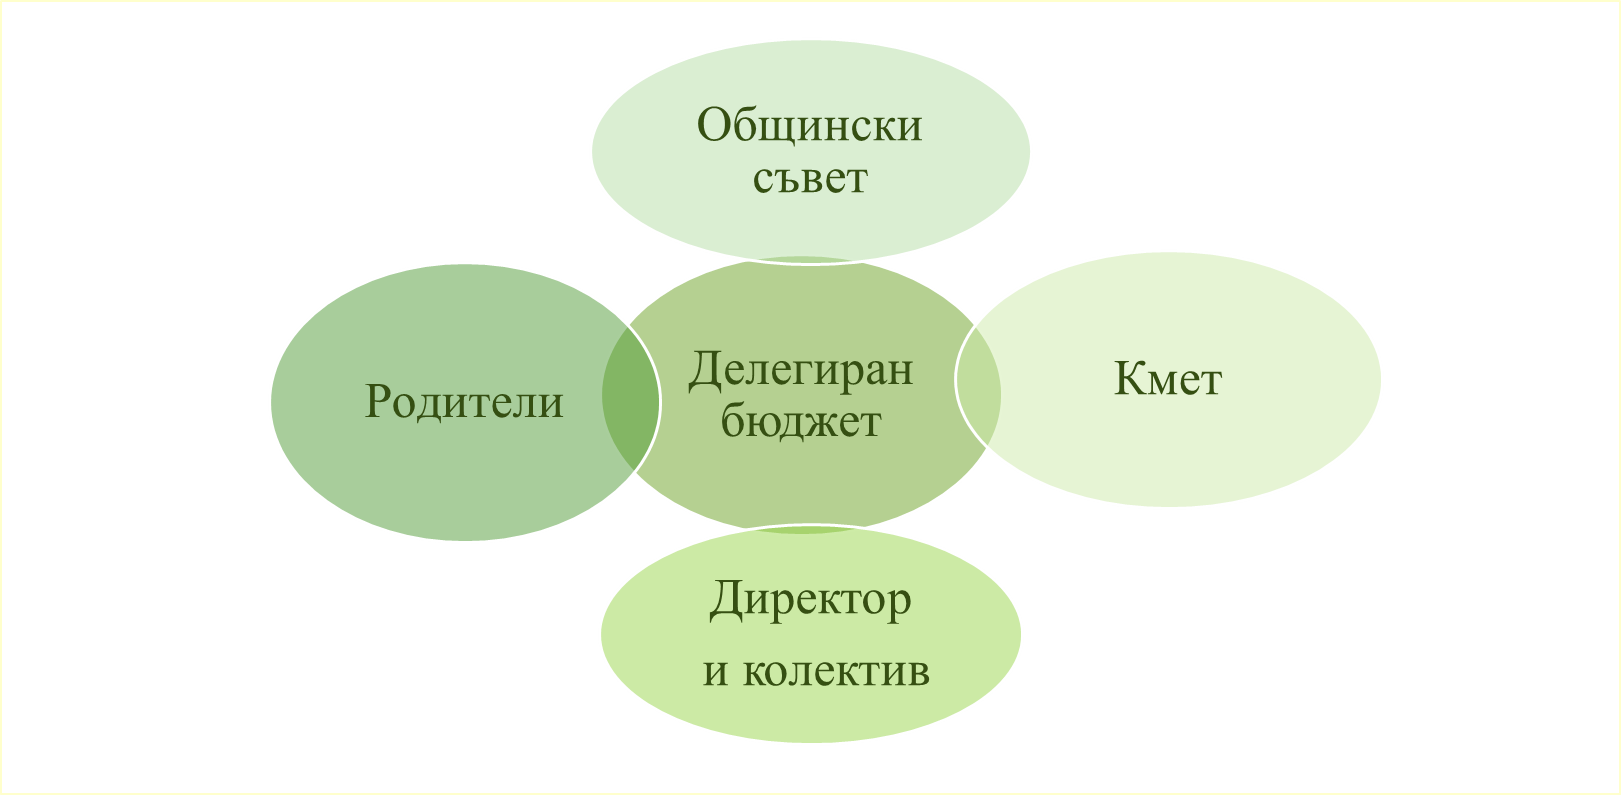 Общински
съвет
Родители
Делегиран
бюджет
Кмет
Директор
и колектив